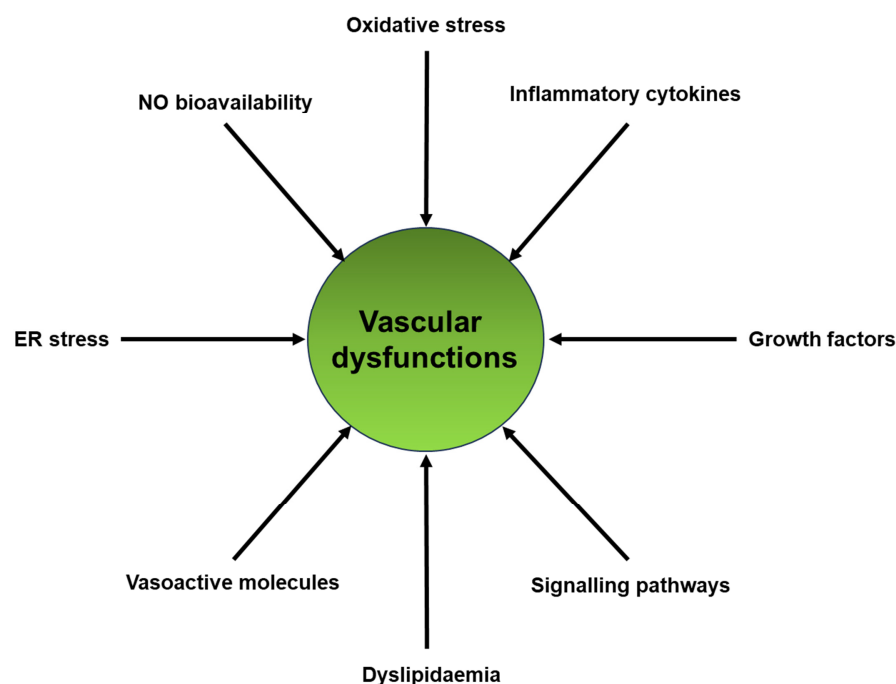 Oxidative stress
NO bioavailability
Inflammatory cytokines
Vascular
dysfunctions
ER stress
Growth factors
Vasoactive molecules
Signalling pathways
Dyslipidaemia